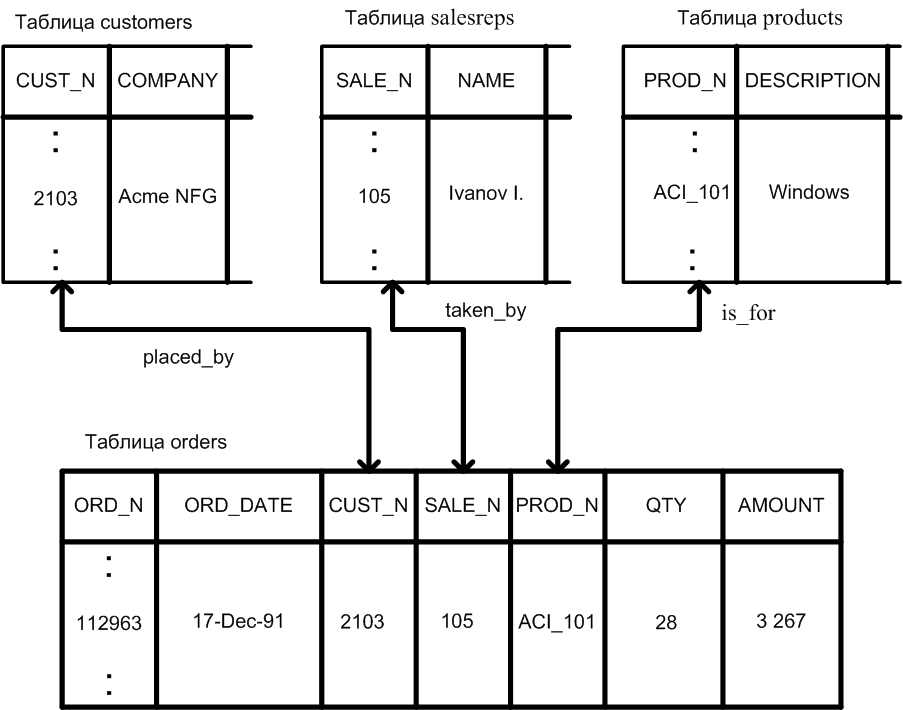 Таблица customers
Таблица salesreps
Таблица products
CUST_N COMPANY
SALE_N NAME
PROD_N DESCRIPTION
:
:
:
2103 Acme NFG
105 Ivanov I.
ACI_101 Windows
:
:
:
placed_by
taken_by
is_for
Таблица orders
ORD_N ORD_DATE CUST_N SALE_N PROD_N QTY AMOUNT
:
112963 17-Dec-91 2103 105 ACI_101 28 3 267
: